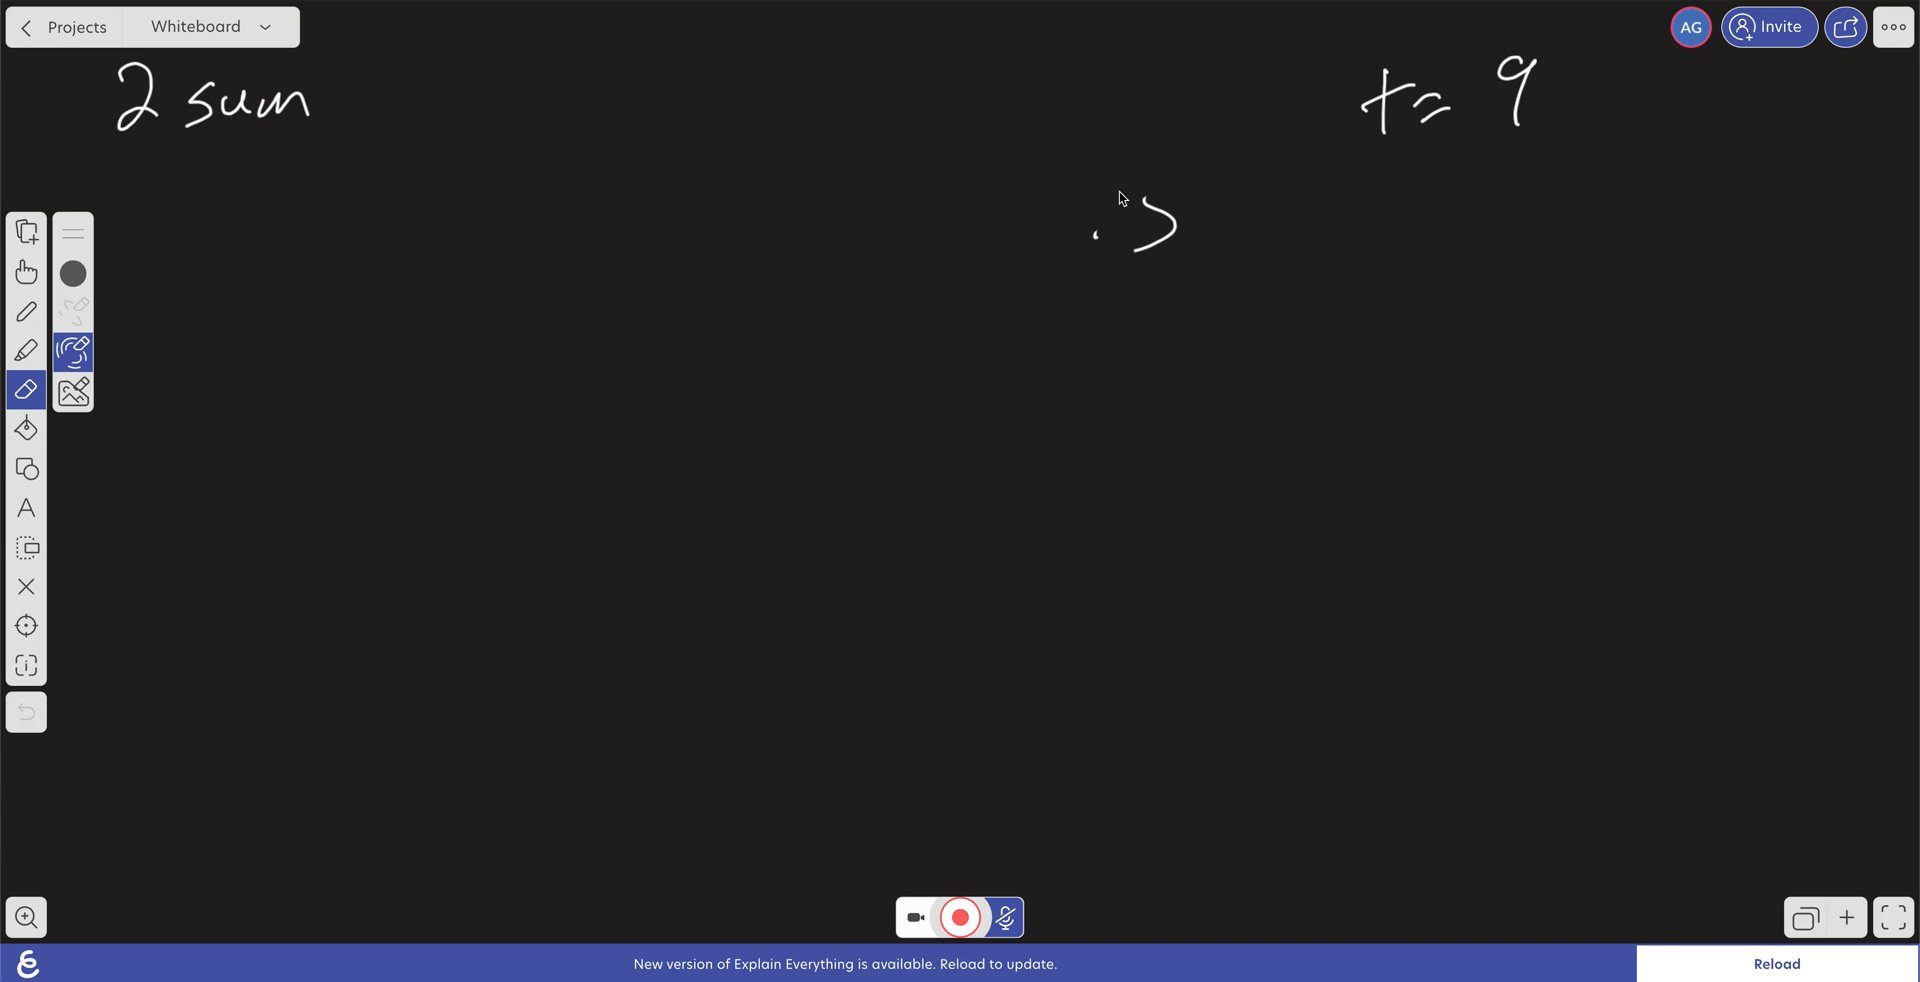 Projects Whiteboard
AG Invite
2 sum
t = 9
A
New version of Explain Everything is available. Reload to update.
Reload